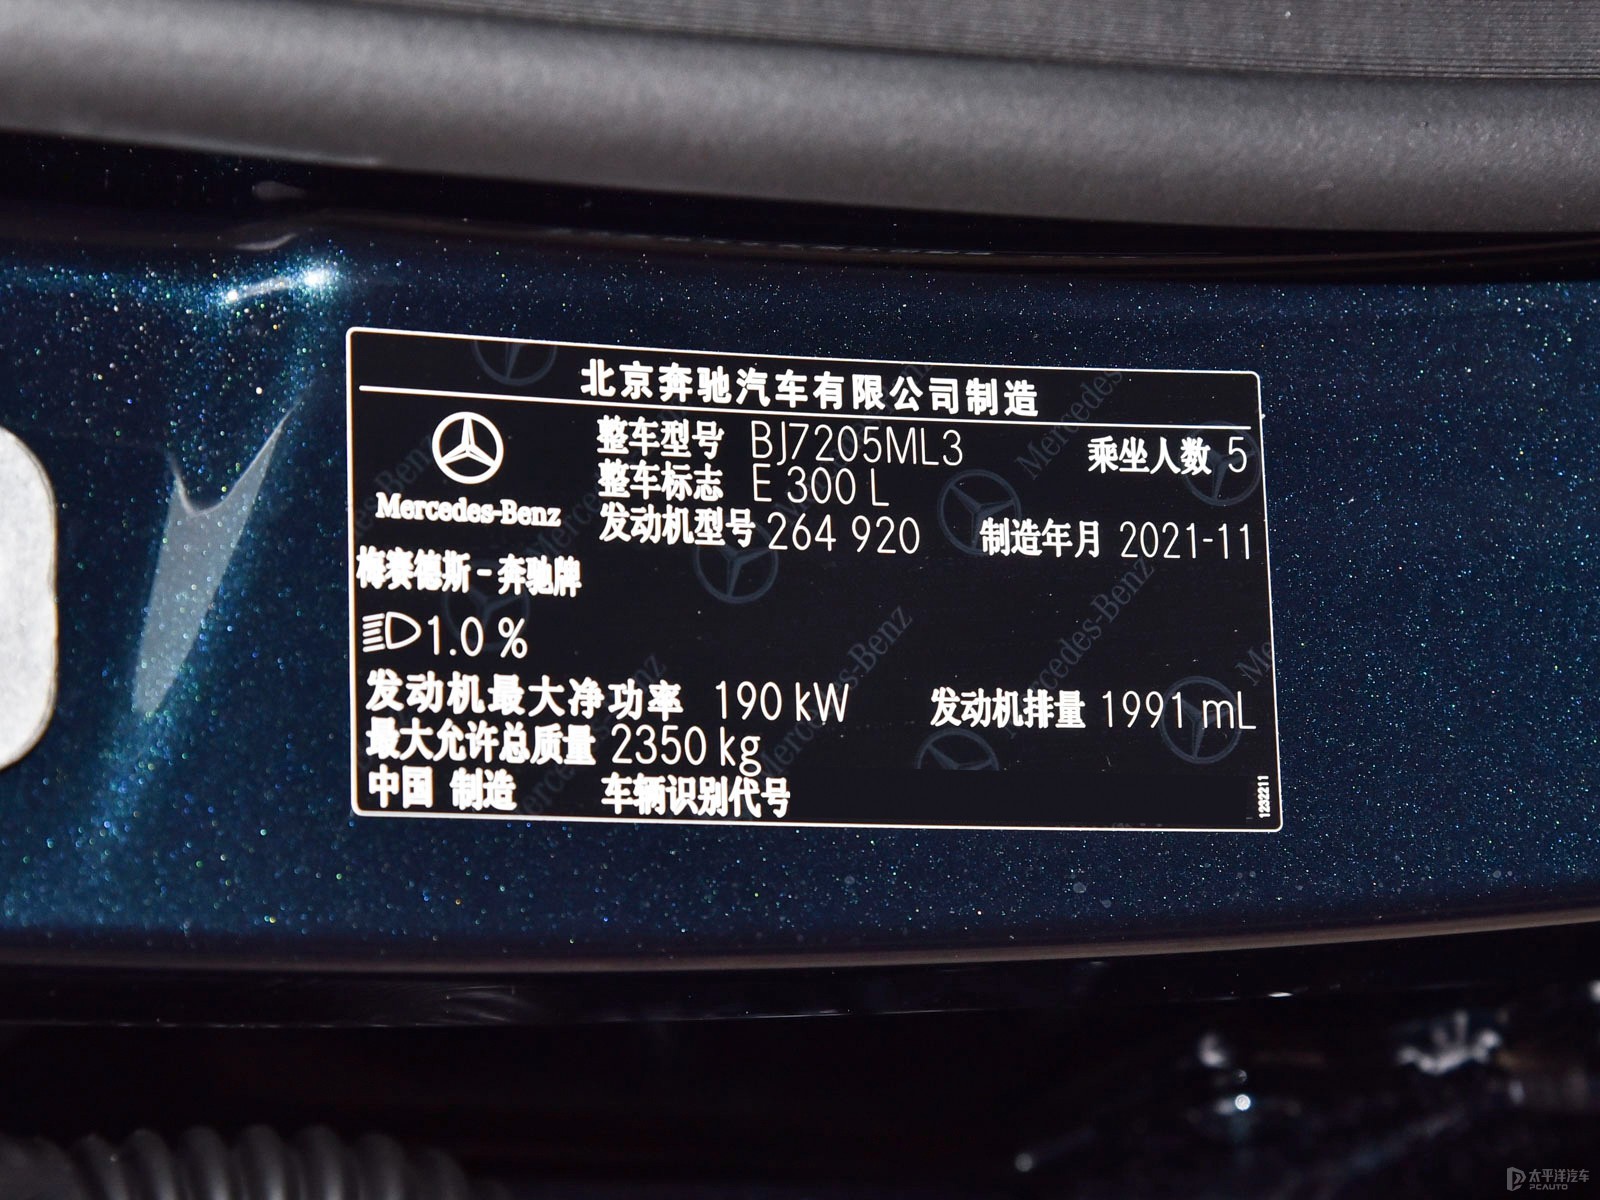 北京奔驰汽车有限公司制造
Mercedes-Benz
整车型号 BJ7205ML3 乘坐人数 5
整车标志 E 300 L
发动机型号 264 920 制造年月 2021-11
梅赛德斯-奔驰牌
1.0 %
发动机最大净功率 190 kW 发动机排量 1991 mL
最大允许总质量 2350 kg
中国 制造 车辆识别代号
1232211
太平洋汽车
PCAUTO